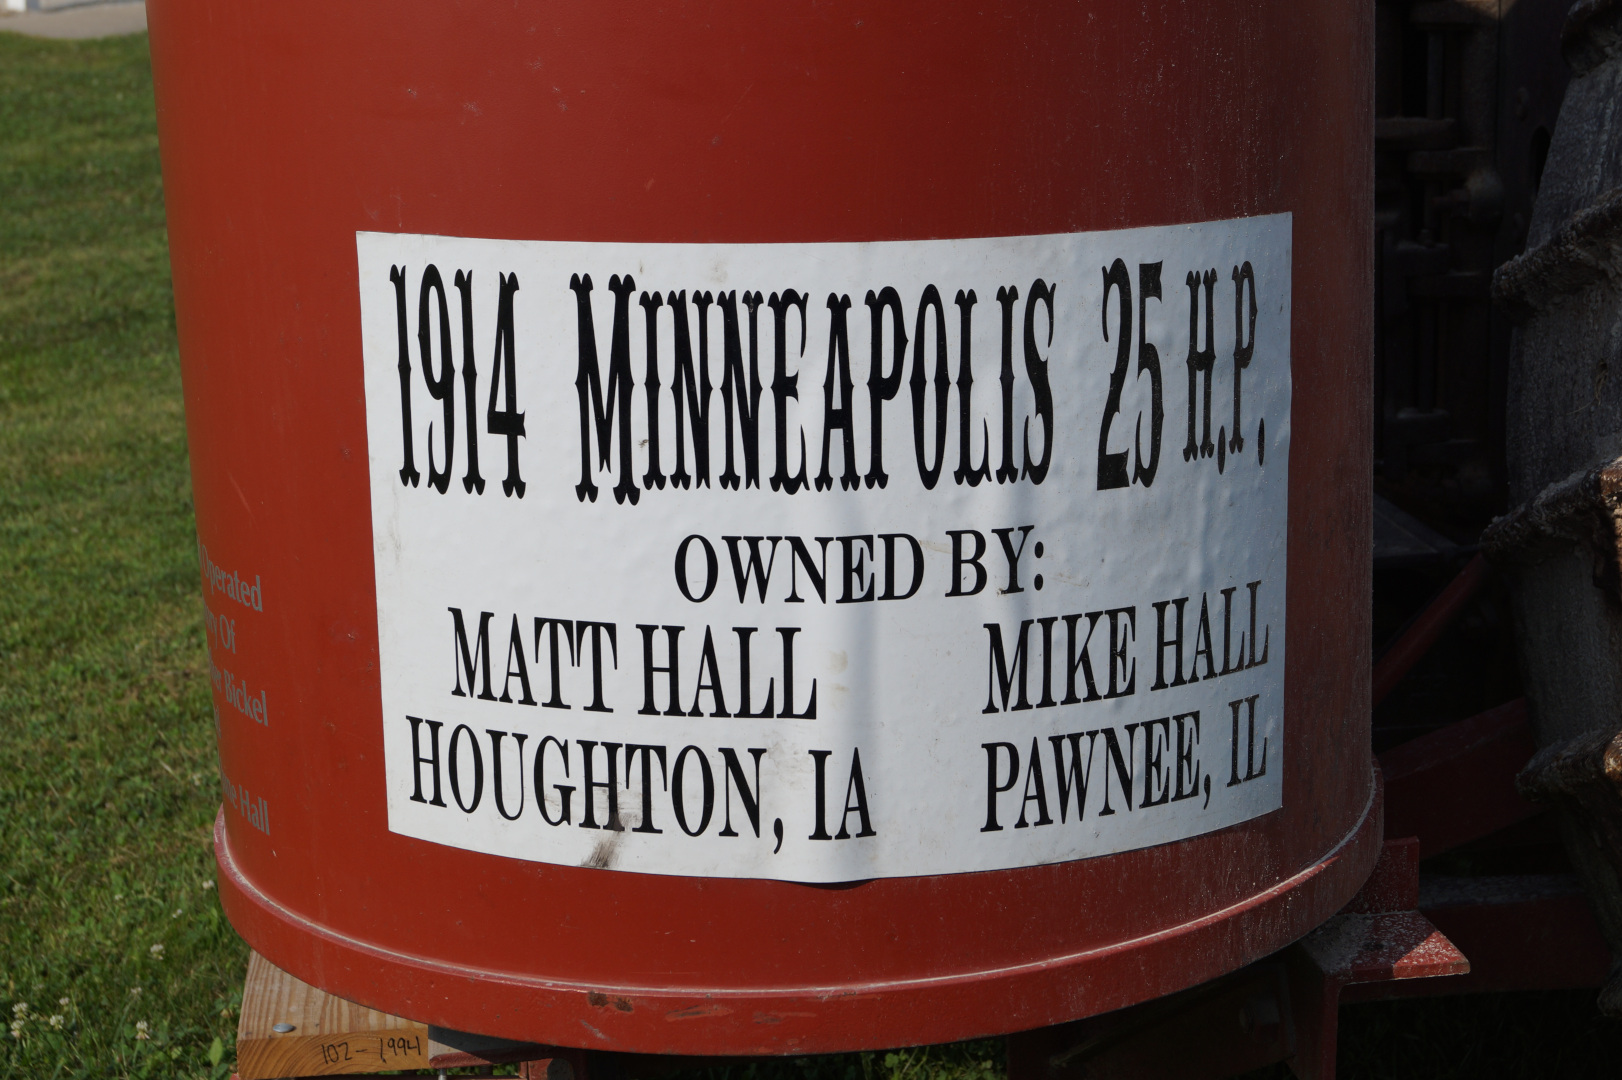 1914 MINNEAPOLIS 25 H.P.
OWNED BY:
MATT HALL MIKE HALL
HOUGHTON, IA PAWNEE, IL
Operated
Of
Bickel
Hall
102-1994